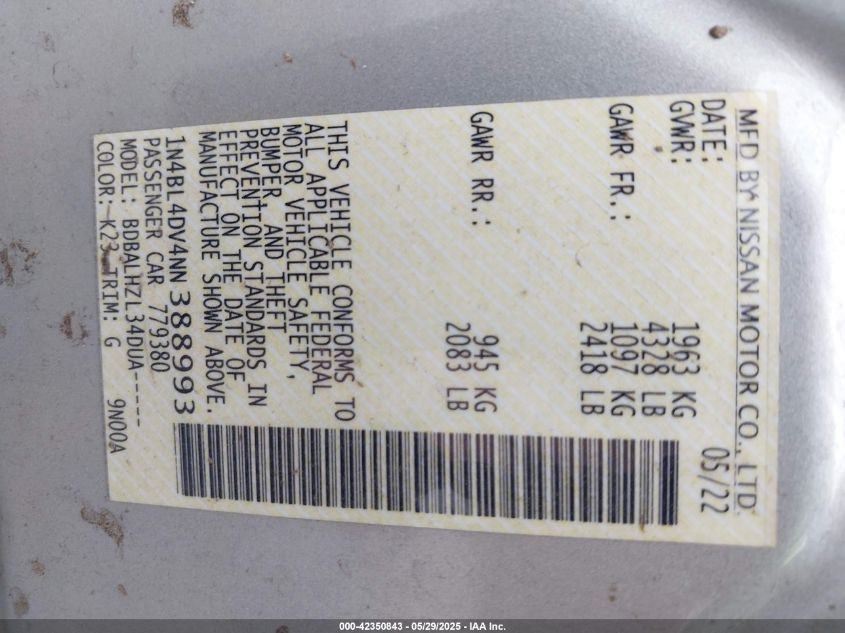 MFD BY NISSAN MOTOR CO., LTD.
DATE: 05/22
GVWR: 1963 KG
4328 LB
GAWR FR.: 1097 KG
2418 LB
GAWR RR.: 945 KG
2083 LB
THIS VEHICLE CONFORMS TO
ALL APPLICABLE FEDERAL
MOTOR VEHICLE SAFETY,
BUMPER, AND THEFT
PREVENTION STANDARDS IN
EFFECT ON THE DATE OF
MANUFACTURE SHOWN ABOVE.
1N4BL4DV4NN388993
PASSENGER CAR 779380
MODEL: BDBALHZL34DUA-----
COLOR: K23 TRIM: G 9N00A
000-42350843 - 05/29/2025 - IAA Inc.